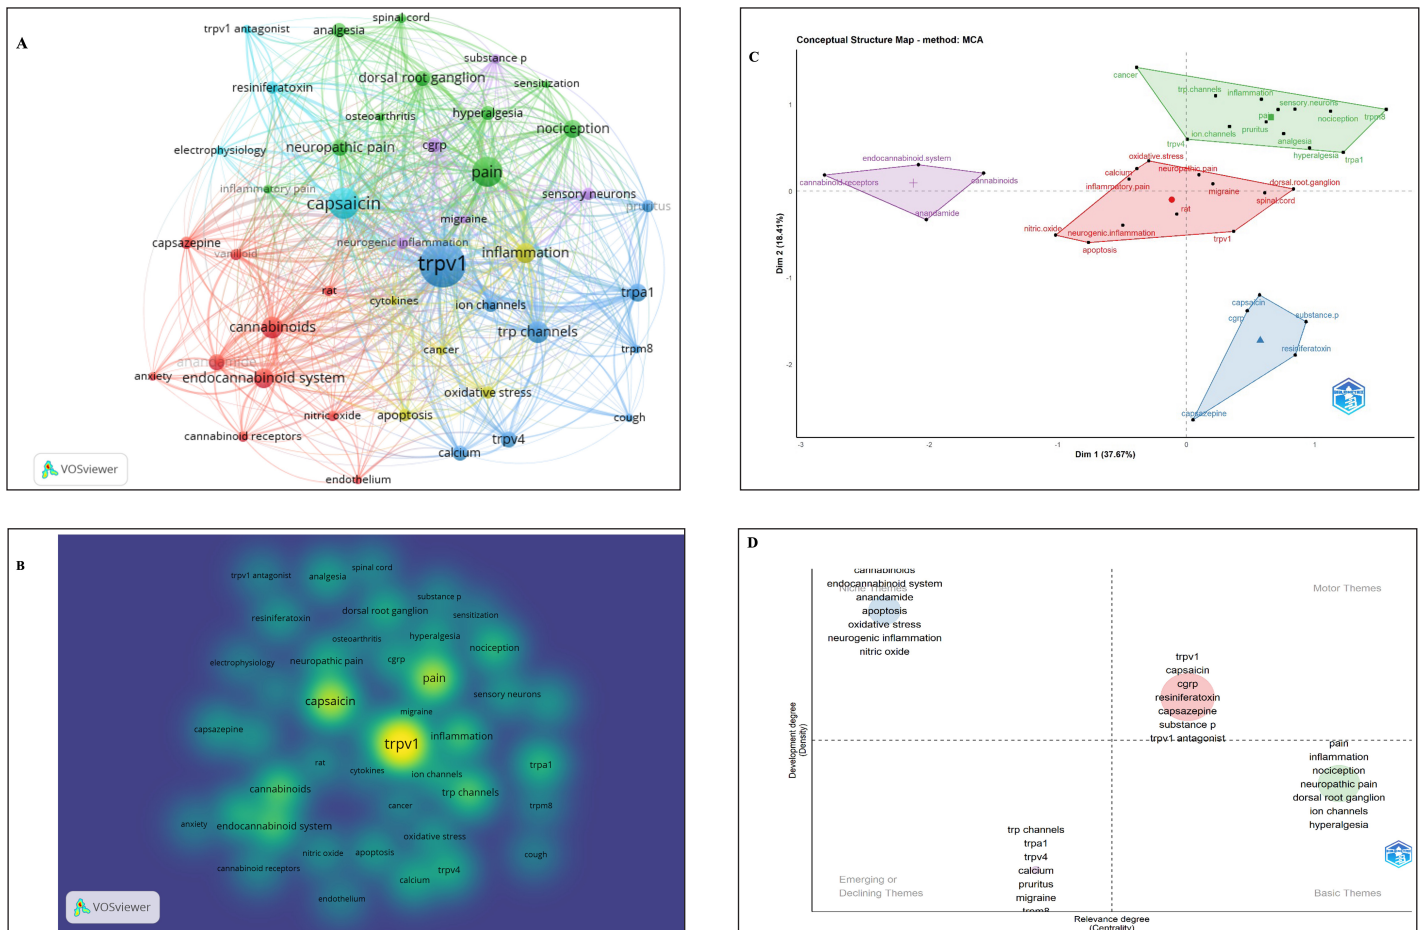 A
spinal cord
trpv1 antagonist
analgesia
substance p
dorsal root ganglion
sensitization
resiniferatoxin
hyperalgesia
osteoarthritis
nociception
electrophysiology
neuropathic pain
cgrp
pain
inflammatory pain
sensory neurons
capsaicin
pruritus
migraine
capsazepine
neurogenic inflammation
vanilloid
inflammation
trpv1
rat
cytokines
ion channels
trpa1
cannabinoids
trp channels
cancer
trpm8
anandamide
anxiety
endocannabinoid system
oxidative stress
nitric oxide
apoptosis
cough
cannabinoid receptors
trpv4
calcium
VOSviewer
endothelium
C
Conceptual Structure Map - method: MCA
cancer
trp.channels
inflammation
sensory.neurons
pain
nociception
trpm8
ion.channels
pruritus
trpv4
analgesia
hyperalgesia
trpa1
oxidative.stress
endocannabinoid.system
calcium
neuropathic.pain
cannabinoid.receptors
cannabinoids
inflammatory.pain
migraine
dorsal.root.ganglion
spinal.cord
anandamide
rat
nitric.oxide
neurogenic.inflammation
trpv1
apoptosis
capsaicin
cgrp
substance.p
resiniferatoxin
capsazepine
1
0
-1
-2
Dim 2 (18.41%)
-3
-2
-1
0
1
Dim 1 (37.67%)
B
spinal cord
trpv1 antagonist
analgesia
substance p
dorsal root ganglion
sensitization
resiniferatoxin
osteoarthritis
hyperalgesia
nociception
electrophysiology
neuropathic pain
cgrp
pain
sensory neurons
capsaicin
migraine
capsazepine
trpv1
inflammation
rat
cytokines
ion channels
trpa1
cannabinoids
trp channels
cancer
trpm8
anxiety
endocannabinoid system
oxidative stress
nitric oxide
apoptosis
cough
cannabinoid receptors
trpv4
calcium
endothelium
VOSviewer
D
cannabinoids
endocannabinoid system
Niche Themes
Motor Themes
anandamide
apoptosis
oxidative stress
neurogenic inflammation
nitric oxide
trpv1
capsaicin
cgrp
resiniferatoxin
capsazepine
substance p
trpv1 antagonist
pain
inflammation
nociception
neuropathic pain
dorsal root ganglion
ion channels
hyperalgesia
trp channels
trpa1
trpv4
calcium
pruritus
migraine
trpm8
Emerging or
Declining Themes
Basic Themes
Development degree
(Density)
Relevance degree
(Centrality)